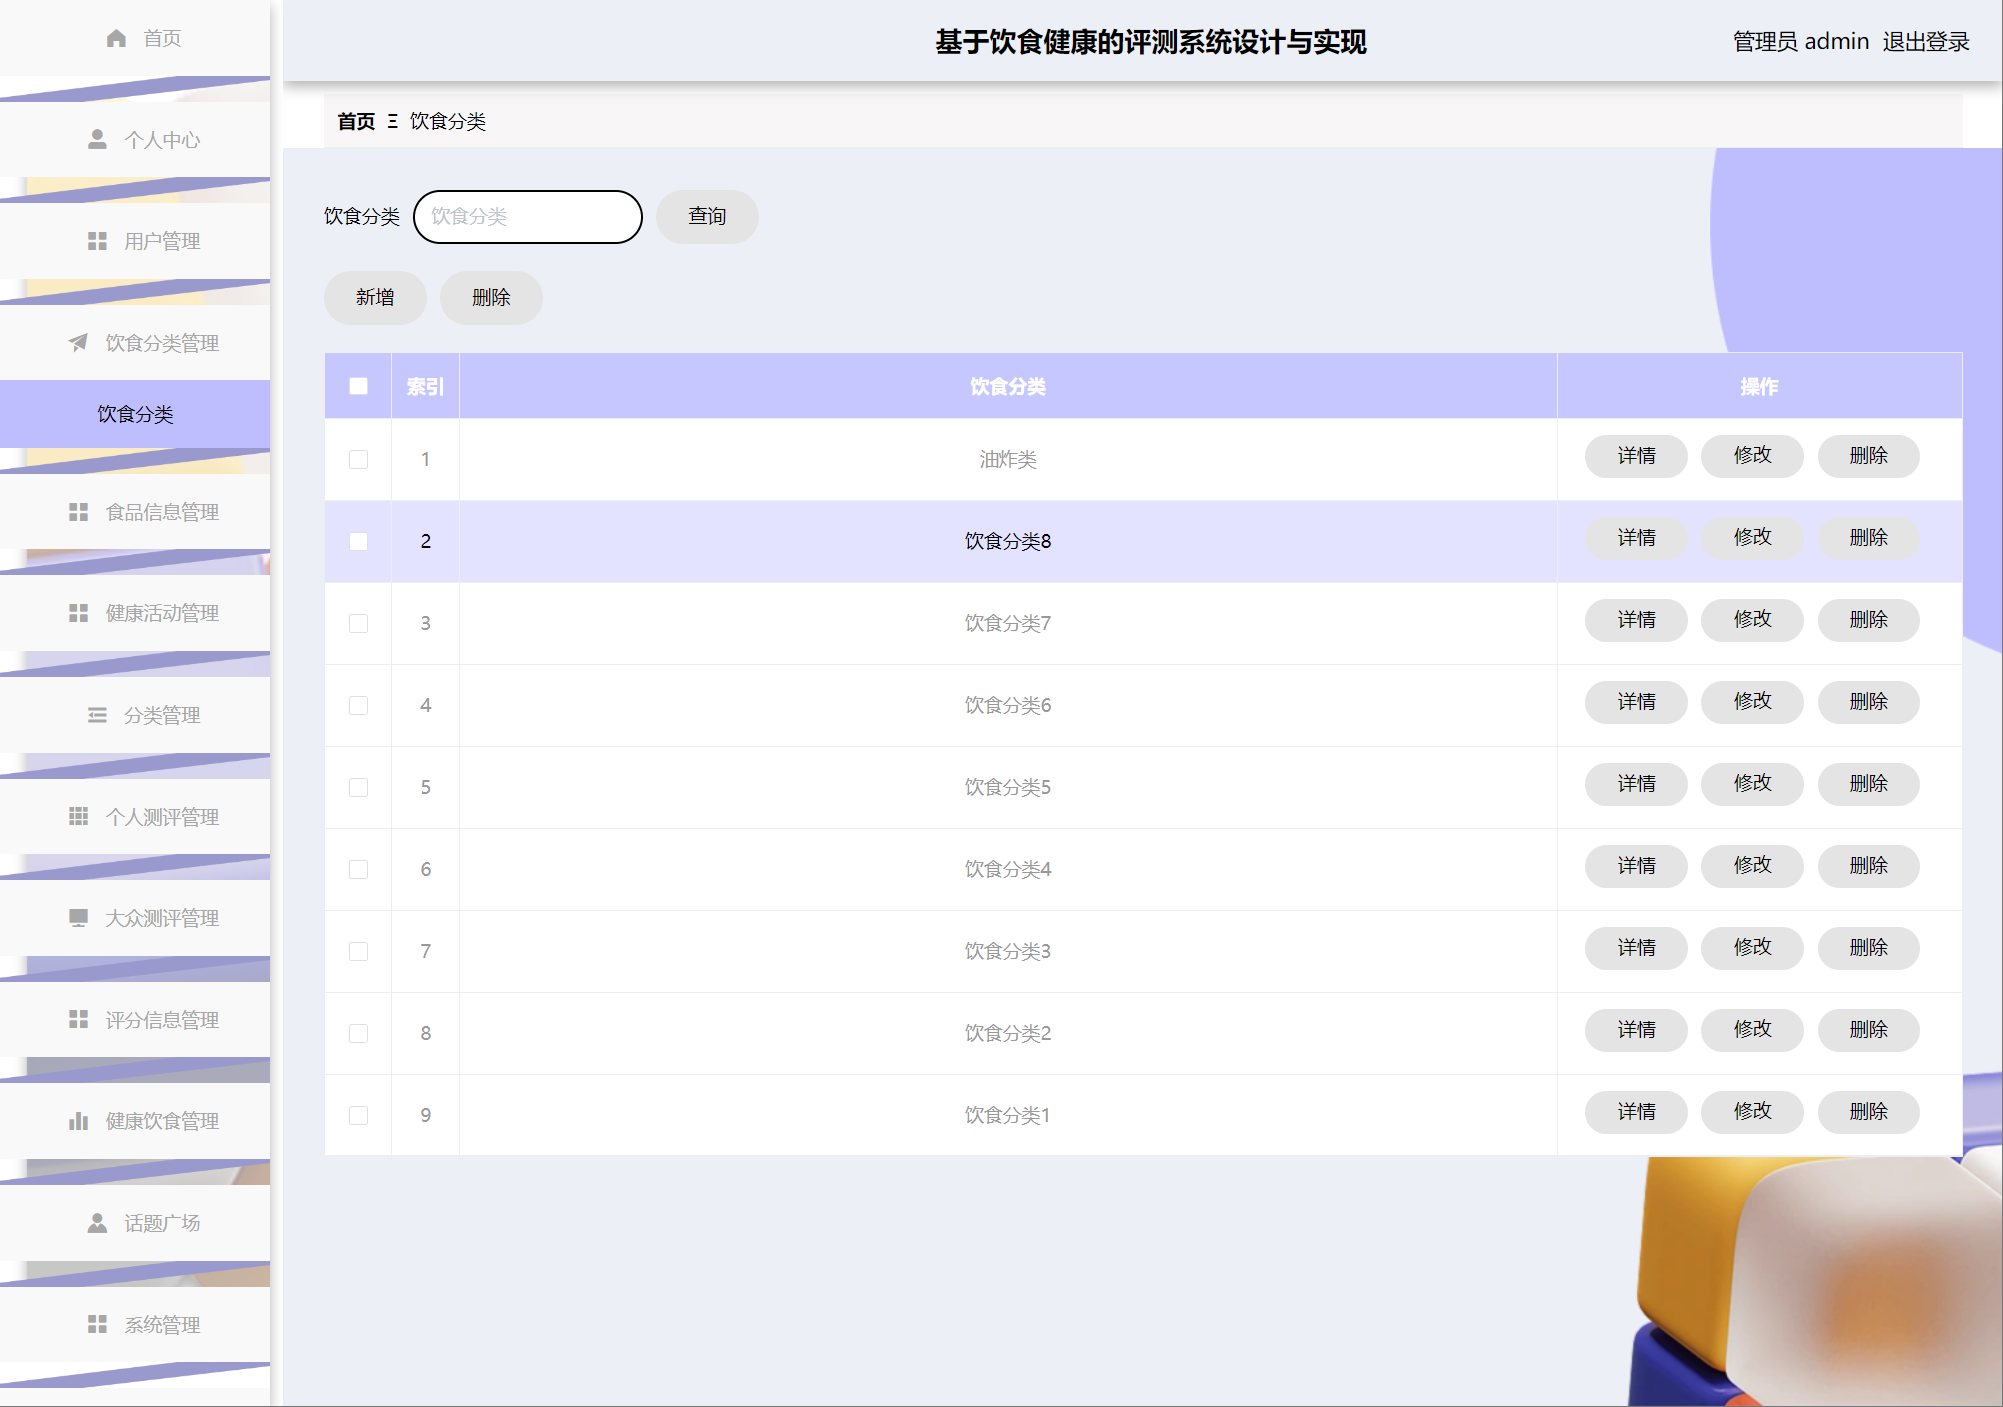 首页
个人中心
用户管理
饮食分类管理
饮食分类
食品信息管理
健康活动管理
分类管理
个人测评管理
大众测评管理
评分信息管理
健康饮食管理
话题广场
系统管理
基于饮食健康的评测系统设计与实现
管理员 admin 退出登录
首页 Ξ 饮食分类
饮食分类 饮食分类 查询
新增 删除
索引 饮食分类 操作
1 油炸类 详情 修改 删除
2 饮食分类8 详情 修改 删除
3 饮食分类7 详情 修改 删除
4 饮食分类6 详情 修改 删除
5 饮食分类5 详情 修改 删除
6 饮食分类4 详情 修改 删除
7 饮食分类3 详情 修改 删除
8 饮食分类2 详情 修改 删除
9 饮食分类1 详情 修改 删除